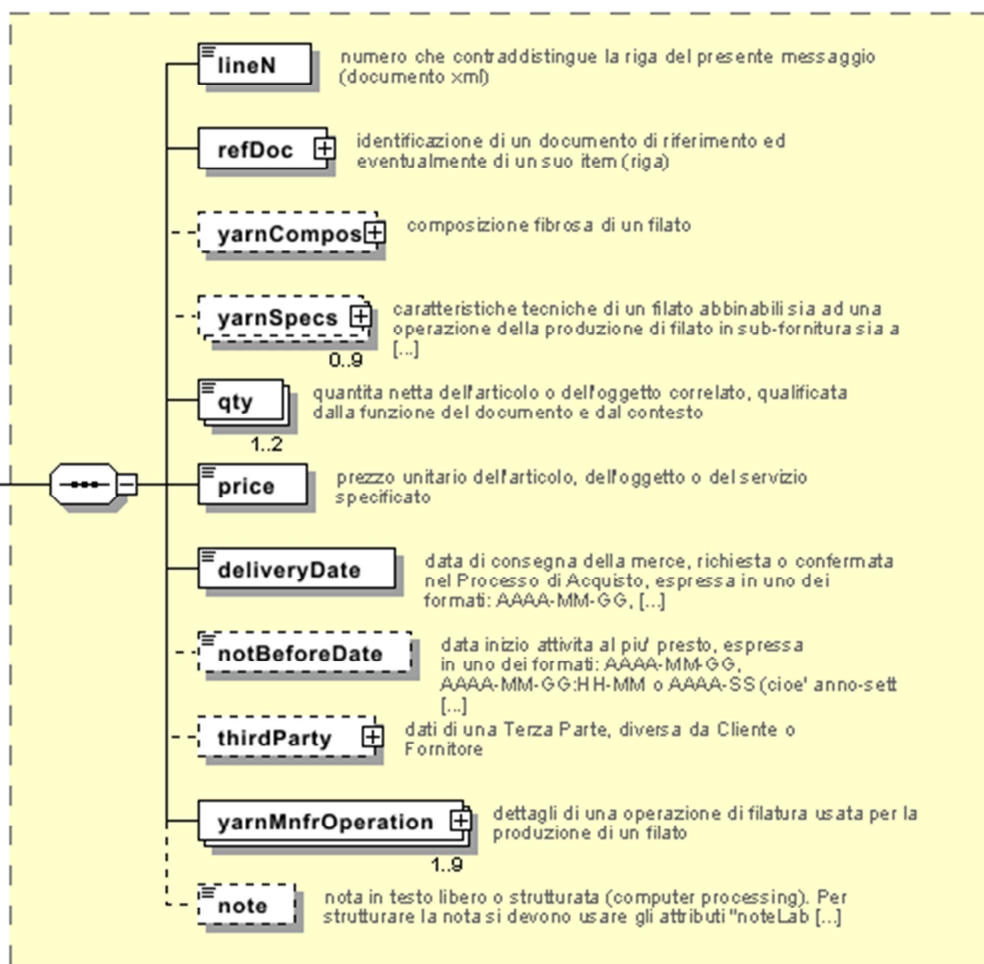 lineN
numero che contraddistingue la riga del presente messaggio
(documento xml)
refDoc
identificazione di un documento di riferimento ed
eventualmente di un suo item (riga)
yarnCompos
composizione fibrosa di un filato
yarnSpecs
caratteristiche tecniche di un filato abbinabili sia ad una
operazione della produzione di filato in sub-fornitura sia a
[...]
0..9
qty
quantita netta dell'articolo o dell'oggetto correlato, qualificata
dalla funzione del documento e dal contesto
1..2
price
prezzo unitario dell'articolo, dell'oggetto o del servizio
specificato
deliveryDate
data di consegna della merce, richiesta o confermata
nel Processo di Acquisto, espressa in uno dei
formati: AAAA-MM-GG, [...]
notBeforeDate
data inizio attivita al piu' presto, espressa
in uno dei formati: AAAA-MM-GG,
AAAA-MM-GG:HH-MM o AAAA-SS (cioe' anno-sett
[...]
thirdParty
dati di una Terza Parte, diversa da Cliente o
Fornitore
yarnMnfrOperation
dettagli di una operazione di filatura usata per la
produzione di un filato
1..9
note
nota in testo libero o strutturata (computer processing). Per
strutturare la nota si devono usare gli attributi "noteLab [...]